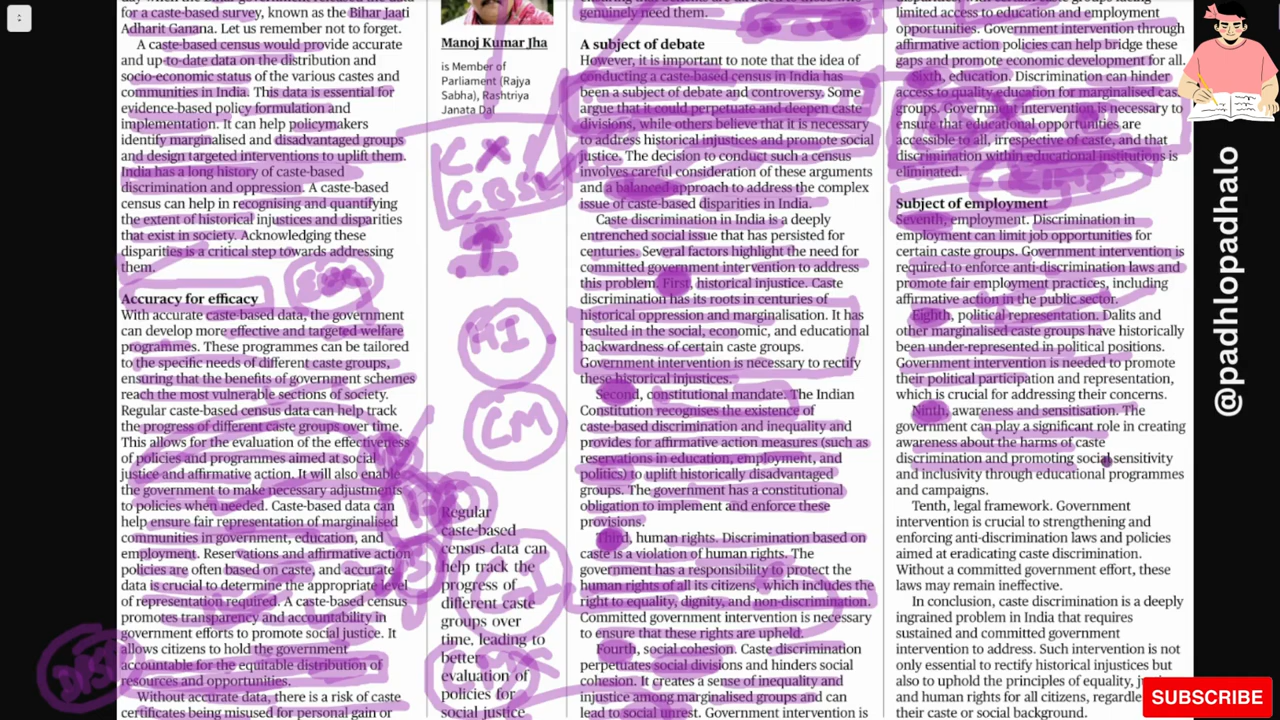 day when the Bihar government released the data
for a caste-based survey, known as the Bihar Jaati
Adharit Ganana. Let us remember not to forget.
A caste-based census would provide accurate
and up-to-date data on the distribution and
socio-economic status of the various castes and
communities in India. This data is essential for
evidence-based policy formulation and
implementation. It can help policymakers
identify marginalised and disadvantaged groups
and design targeted interventions to uplift them.
India has a long history of caste-based
discrimination and oppression. A caste-based
census can help in recognising and quantifying
the extent of historical injustices and disparities
that exist in society. Acknowledging these
disparities is a critical step towards addressing
them.
Accuracy for efficacy
With accurate caste-based data, the government
can develop more effective and targeted welfare
programmes. These programmes can be tailored
to the specific needs of different caste groups,
ensuring that the benefits of government schemes
reach the most vulnerable sections of society.
Regular caste-based census data can help track
the progress of different caste groups over time.
This allows for the evaluation of the effectiveness
of policies and programmes aimed at social
justice and affirmative action. It will also enable
the government to make necessary adjustments
to policies when needed. Caste-based data can
help ensure fair representation of marginalised
communities in government, education, and
employment. Reservations and affirmative action
policies are often based on caste, and accurate
data is crucial to determine the appropriate level
of representation required. A caste-based census
promotes transparency and accountability in
government efforts to promote social justice. It
allows citizens to hold the government
accountable for the equitable distribution of
resources and opportunities.
Without accurate data, there is a risk of caste
certificates being misused for personal gain or
Manoj Kumar Jha
is Member of
Parliament (Rajya
Sabha), Rashtriya
Janata Dal
CBS
HI
CM
Regular
caste-based
census data can
help track the
progress of
different caste
groups over
time, leading to
better
evaluation of
policies for
social justice
genuinely need them.
A subject of debate
However, it is important to note that the idea of
conducting a caste-based census in India has
been a subject of debate and controversy. Some
argue that it could perpetuate and deepen caste
divisions, while others believe that it is necessary
to address historical injustices and promote social
justice. The decision to conduct such a census
involves careful consideration of these arguments
and a balanced approach to address the complex
issue of caste-based disparities in India.
Caste discrimination in India is a deeply
entrenched social issue that has persisted for
centuries. Several factors highlight the need for
committed government intervention to address
this problem. First, historical injustice. Caste
discrimination has its roots in centuries of
historical oppression and marginalisation. It has
resulted in the social, economic, and educational
backwardness of certain caste groups.
Government intervention is necessary to rectify
these historical injustices.
Second, constitutional mandate. The Indian
Constitution recognises the existence of
caste-based discrimination and inequality and
provides for affirmative action measures (such as
reservations in education, employment, and
politics) to uplift historically disadvantaged
groups. The government has a constitutional
obligation to implement and enforce these
provisions.
Third, human rights. Discrimination based on
caste is a violation of human rights. The
government has a responsibility to protect the
human rights of all its citizens, which includes the
right to equality, dignity, and non-discrimination.
Committed government intervention is necessary
to ensure that these rights are upheld.
Fourth, social cohesion. Caste discrimination
perpetuates social divisions and hinders social
cohesion. It creates a sense of inequality and
injustice among marginalised groups and can
lead to social unrest. Government intervention is
limited access to education and employment
opportunities. Government intervention through
affirmative action policies can help bridge these
gaps and promote economic development for all.
Sixth, education. Discrimination can hinder
access to quality education for marginalised cas
groups. Government intervention is necessary to
ensure that educational opportunities are
accessible to all, irrespective of caste, and that
discrimination within educational institutions is
eliminated.
Subject of employment
Seventh, employment. Discrimination in
employment can limit job opportunities for
certain caste groups. Government intervention is
required to enforce anti-discrimination laws and
promote fair employment practices, including
affirmative action in the public sector.
Eighth, political representation. Dalits and
other marginalised caste groups have historically
been under-represented in political positions.
Government intervention is needed to promote
their political participation and representation,
which is crucial for addressing their concerns.
Ninth, awareness and sensitisation. The
government can play a significant role in creating
awareness about the harms of caste
discrimination and promoting social sensitivity
and inclusivity through educational programmes
and campaigns.
Tenth, legal framework. Government
intervention is crucial to strengthening and
enforcing anti-discrimination laws and policies
aimed at eradicating caste discrimination.
Without a committed government effort, these
laws may remain ineffective.
In conclusion, caste discrimination is a deeply
ingrained problem in India that requires
sustained and committed government
intervention to address. Such intervention is not
only essential to rectify historical injustices but
also to uphold the principles of equality,
and human rights for all citizens, regardle
their caste or social background.
@padhlopadhalo
SUBSCRIBE